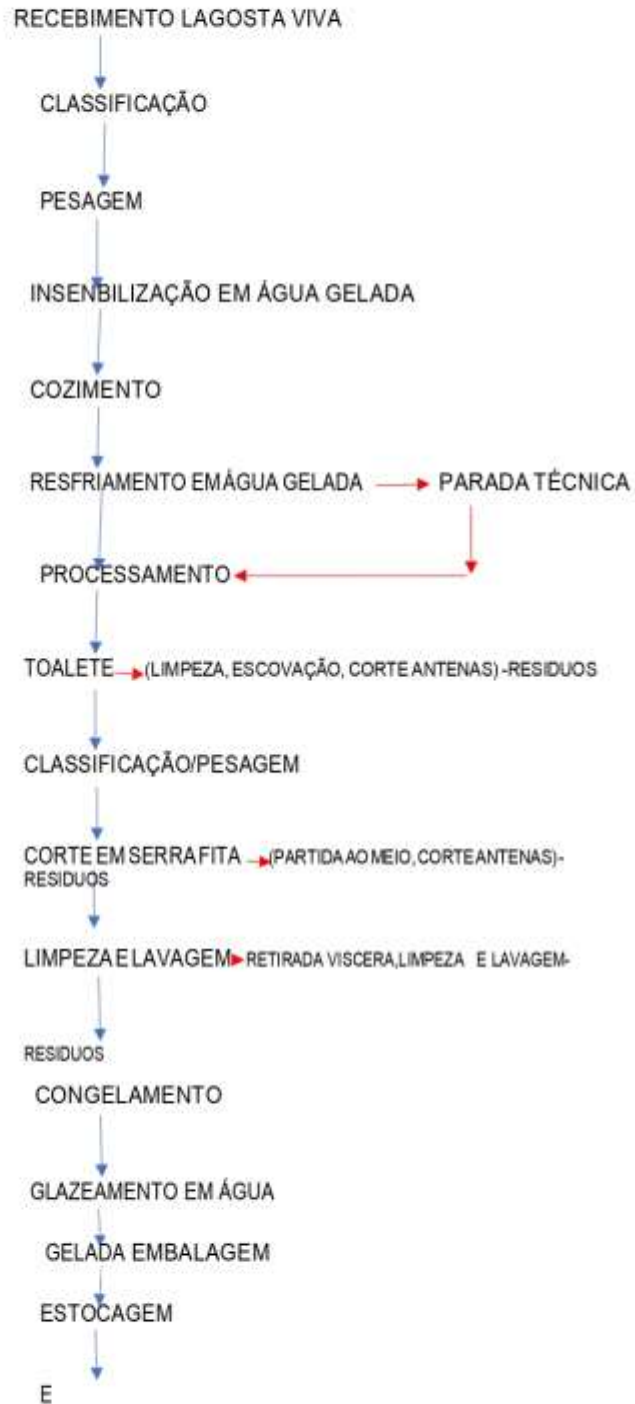 RECEBIMENTO LAGOSTA VIVA
CLASSIFICAÇÃO
PESAGEM
INSENBILIZAÇÃO EM ÁGUA GELADA
COZIMENTO
RESFRIAMENTO EM ÁGUA GELADA PARADA TÉCNICA
PROCESSAMENTO
TOALETE (LIMPEZA, ESCOVAÇÃO, CORTE ANTENAS) -RESIDUOS
CLASSIFICAÇÃO/PESAGEM
CORTE EM SERRA FITA (PARTIDA AO MEIO, CORTE ANTENAS)-
RESIDUOS
LIMPEZA E LAVAGEM RETIRADA VISCERA,LIMPEZA E LAVAGEM-
RESIDUOS
CONGELAMENTO
GLAZEAMENTO EM ÁGUA
GELADA EMBALAGEM
ESTOCAGEM
E